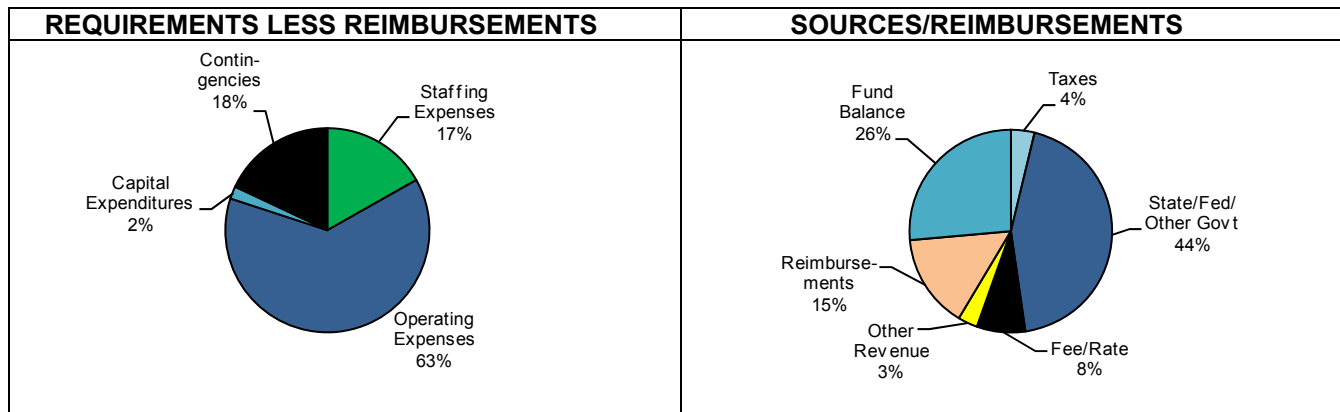 REQUIREMENTS LESS REIMBURSEMENTS
Contin-
gencies
18%
Staffing
Expenses
17%
Capital
Expenditures
2%
Operating
Expenses
63%
SOURCES/REIMBURSEMENTS
Taxes
4%
Fund
Balance
26%
State/Fed/
Other Govt
44%
Reimburse-
ments
15%
Other
Revenue
3%
Fee/Rate
8%